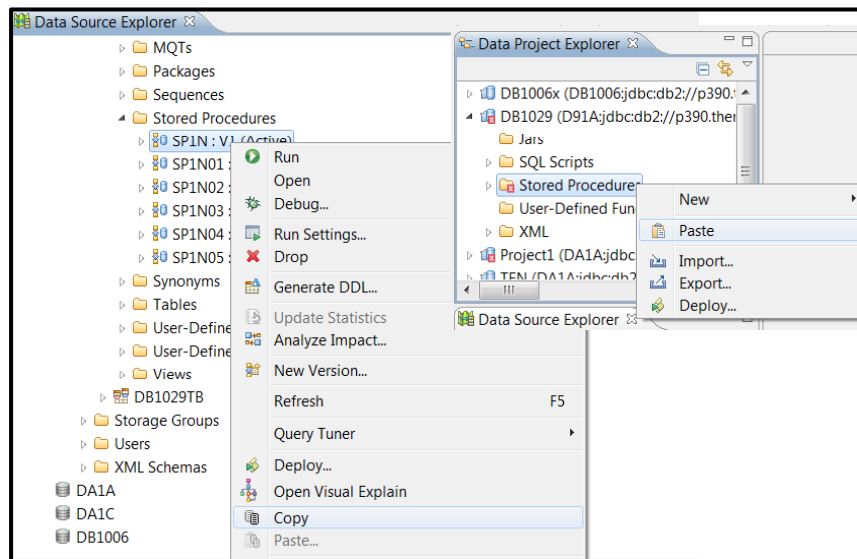 Data Source Explorer
MQTs
Packages
Sequences
Stored Procedures
SP1N : V1 (Active)
SP1N01 :
SP1N02 :
SP1N03 :
SP1N04 :
SP1N05 :
Synonyms
Tables
User-Define
User-Define
Views
DB1029TB
Storage Groups
Users
XML Schemas
DA1A
DA1C
DB1006
Run
Open
Debug...
Run Settings...
Drop
Generate DDL...
Update Statistics
Analyze Impact...
New Version...
Refresh F5
Query Tuner
Deploy...
Open Visual Explain
Copy
Paste...
Data Project Explorer
DB1006x (DB1006:jdbc:db2://p390.t
DB1029 (D91A:jdbc:db2://p390.ther
Jars
SQL Scripts
Stored Procedures
User-Defined Fun
XML
Project1 (DA1A:jdbc
TEN (DA1A:jdbc:db2
Data Source Explorer
New
Paste
Import...
Export...
Deploy...